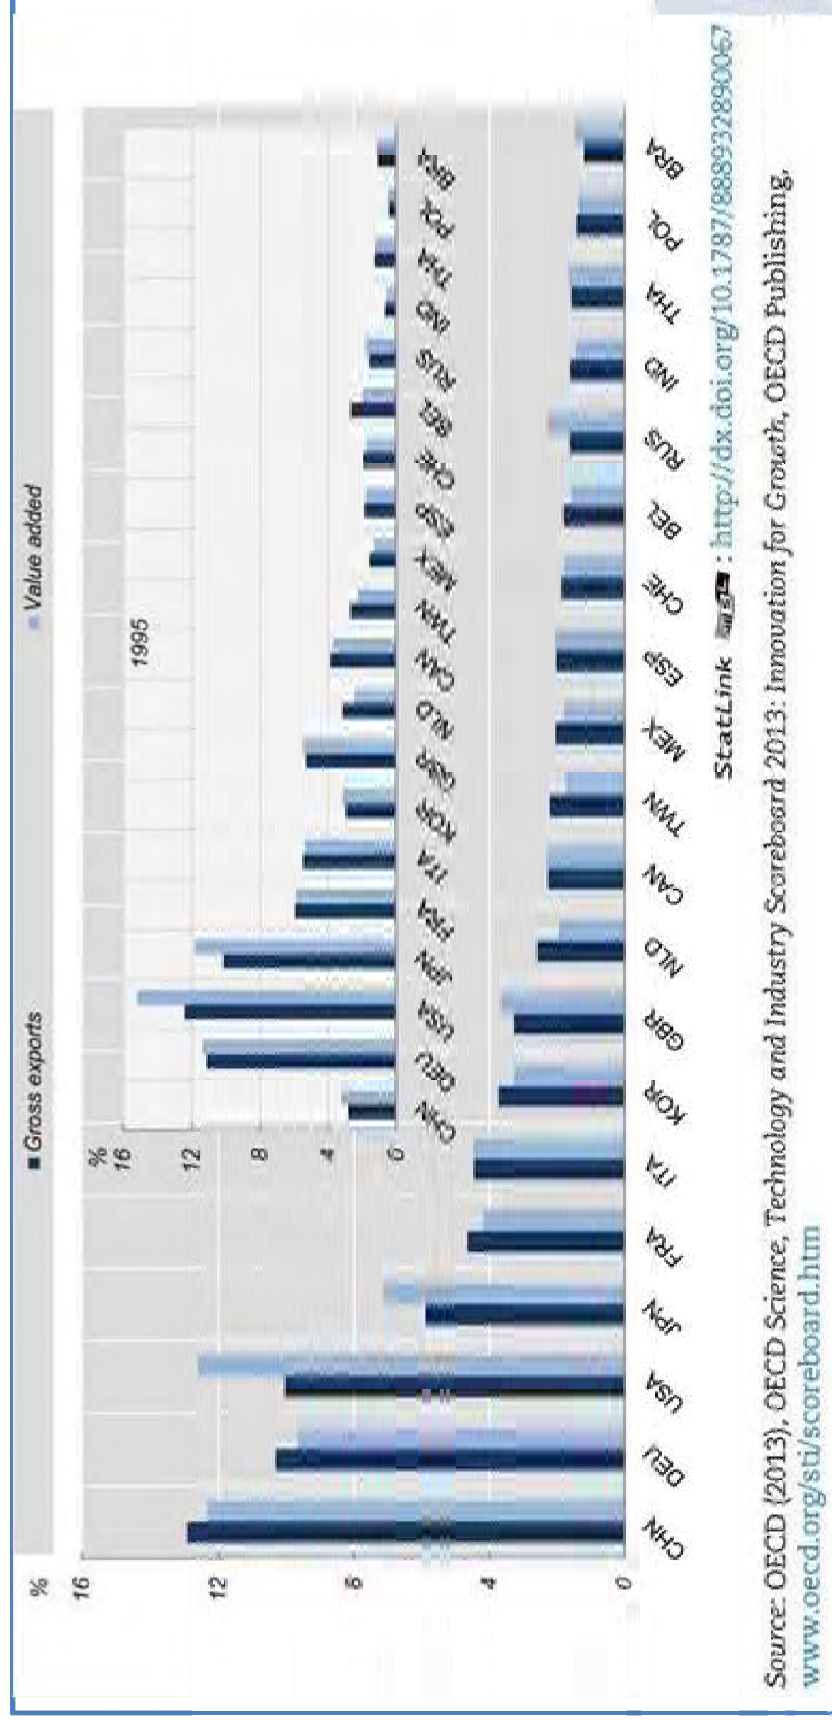 ■ Gross exports ■ Value added
%
16
12
8
4
0
1995
%
16
12
8
4
0
CHN DEU USA JPN FRA ITA KOR GBR NLD CAN TWN MEX ESP CHE BEL RUS IND THA POL BRA
CHN DEU USA JPN FRA ITA KOR GBR NLD CAN TWN MEX ESP CHE BEL RUS IND THA POL BRA
StatLink : http://dx.doi.org/10.1787/888932890067
Source: OECD (2013), OECD Science, Technology and Industry Scoreboard 2013: Innovation for Growth, OECD Publishing,
www.oecd.org/sti/scoreboard.htm